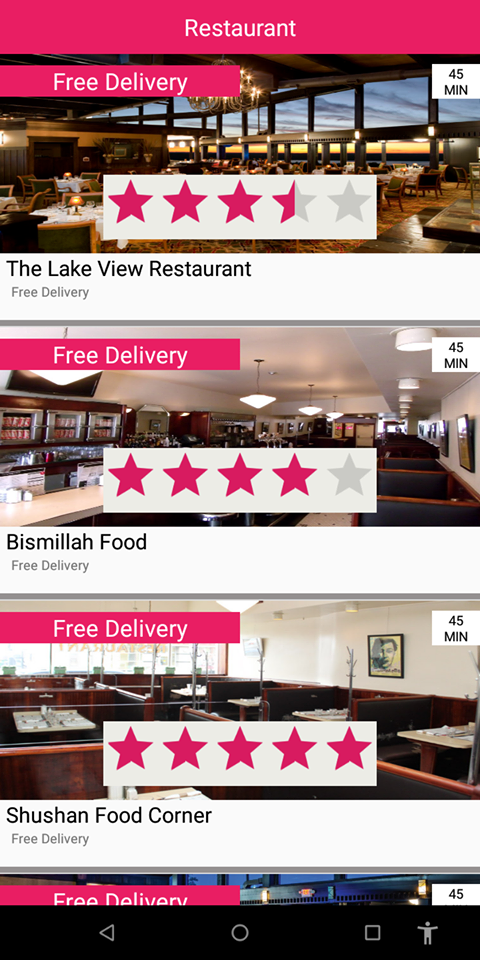 Restaurant
Free Delivery
45
MIN
The Lake View Restaurant
Free Delivery
Free Delivery
45
MIN
Bismillah Food
Free Delivery
Free Delivery
45
MIN
Shushan Food Corner
Free Delivery
Free Delivery
45